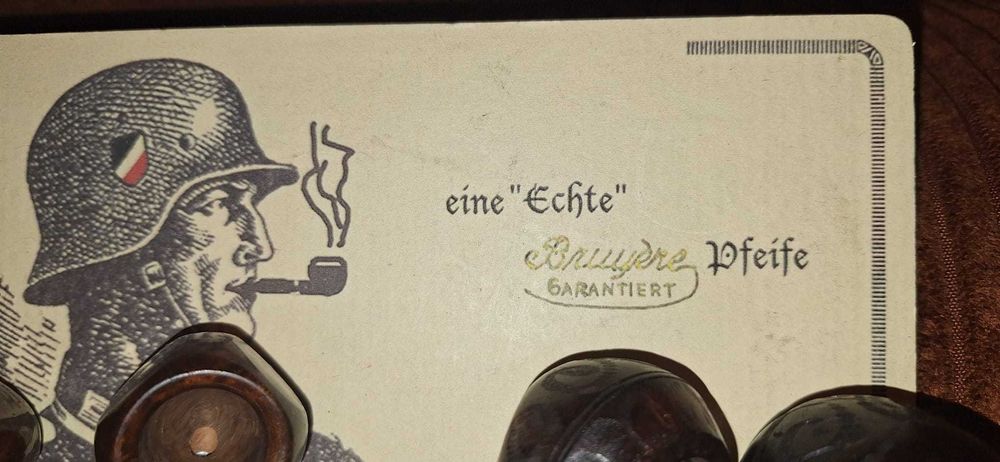 eine "Echte"
Bruyère Pfeife
GARANTIERT